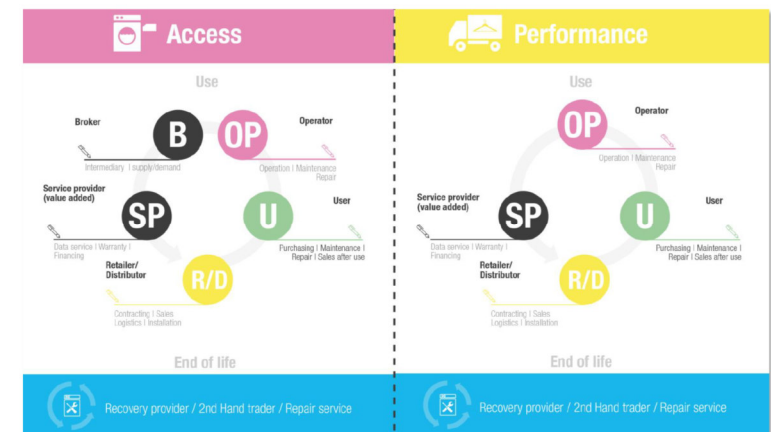 Access
Use
Broker
B
OP
Operator
Intermediary | supply/demand
Operation | Maintenance
Repair
Service provider
(value added)
SP
U
User
Data service | Warranty |
Financing
Purchasing | Maintenance |
Repair | Sales after use
Retailer/
Distributor
R/D
Contracting | Sales
Logistics | Installation
End of life
Recovery provider / 2nd Hand trader / Repair service
Performance
Use
OP
Operator
Operation | Maintenance
Repair
Service provider
(value added)
SP
U
User
Data service | Warranty |
Financing
Purchasing | Maintenance |
Repair | Sales after use
Retailer/
Distributor
R/D
Contracting | Sales
Logistics | Installation
End of life
Recovery provider / 2nd Hand trader / Repair service